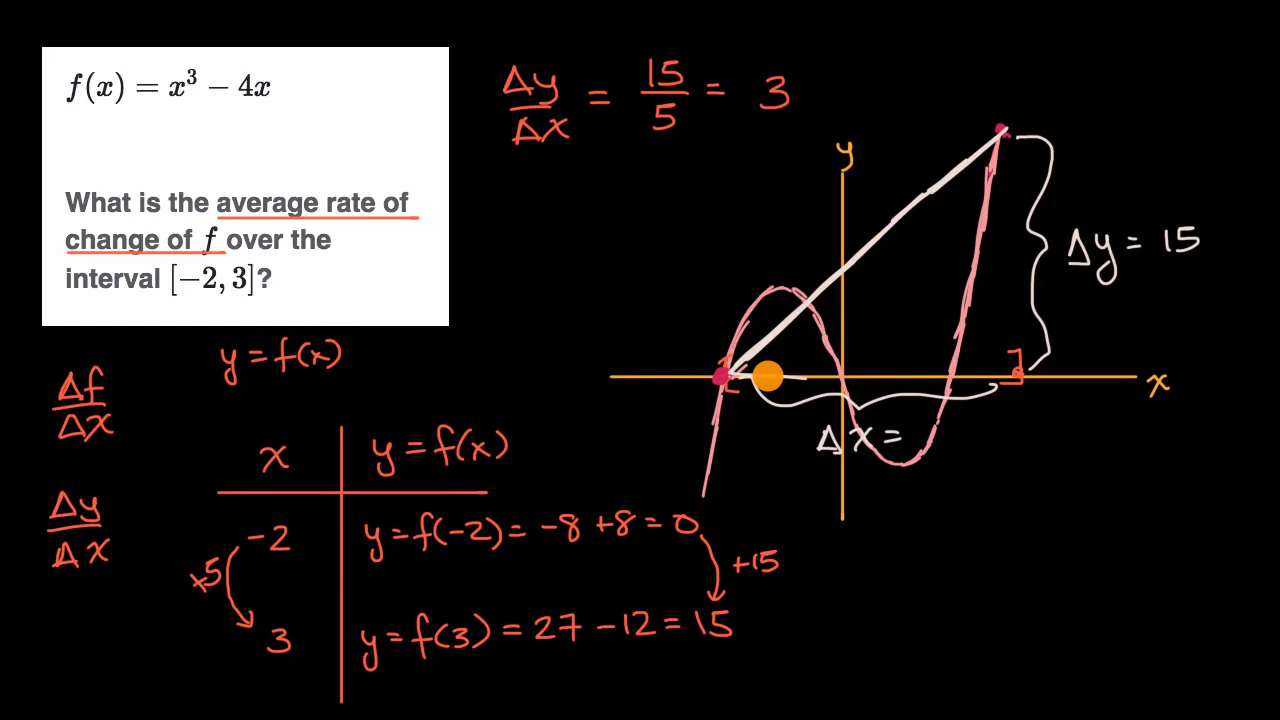 f(x) = x³ − 4x
What is the average rate of
change of f over the
interval [−2, 3]?
Δy/Δx = 15/5 = 3
y
Δy = 15
x
Δx =
y = f(x)
Δf/Δx
Δy/Δx
x | y = f(x)
-2 | y = f(-2) = -8 +8 = 0
+5
+15
3 | y = f(3) = 27 - 12 = 15